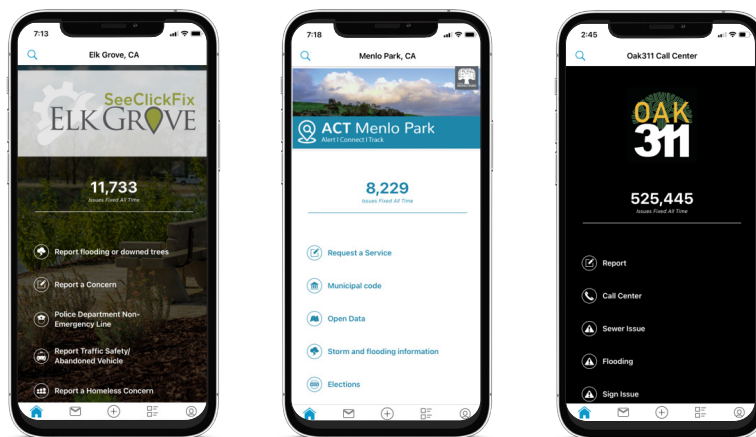 7:13
Elk Grove, CA
SeeClickFix
ELK GROVE
11,733
Issues Fixed All Time
Report flooding or downed trees
Report a Concern
Police Department Non-
Emergency Line
Report Traffic Safety/
Abandoned Vehicle
Report a Homeless Concern
7:18
Menlo Park, CA
ACT Menlo Park
Alert | Connect | Track
8,229
Issues Fixed All Time
Request a Service
Municipal code
Open Data
Storm and flooding information
Elections
2:45
Oak311 Call Center
OAK
311
525,445
Issues Fixed All Time
Report
Call Center
Sewer Issue
Flooding
Sign Issue